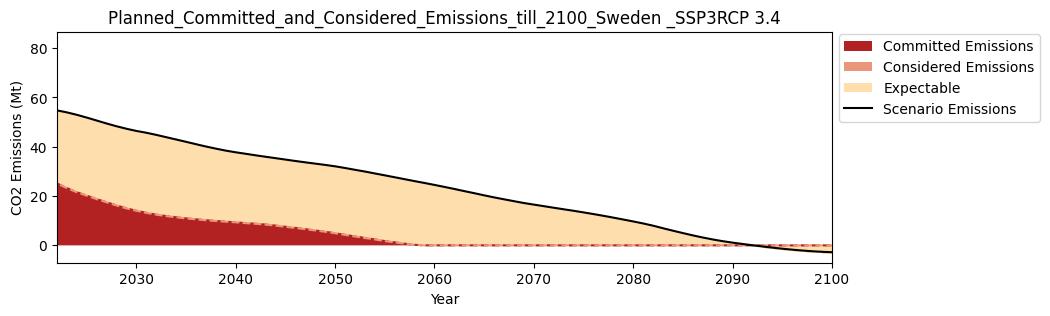 Planned_Committed_and_Considered_Emissions_till_2100_Sweden _SSP3RCP 3.4
80
60
40
20
0
CO2 Emissions (Mt)
2030 2040 2050 2060 2070 2080 2090 2100
Year
Committed Emissions
Considered Emissions
Expectable
Scenario Emissions